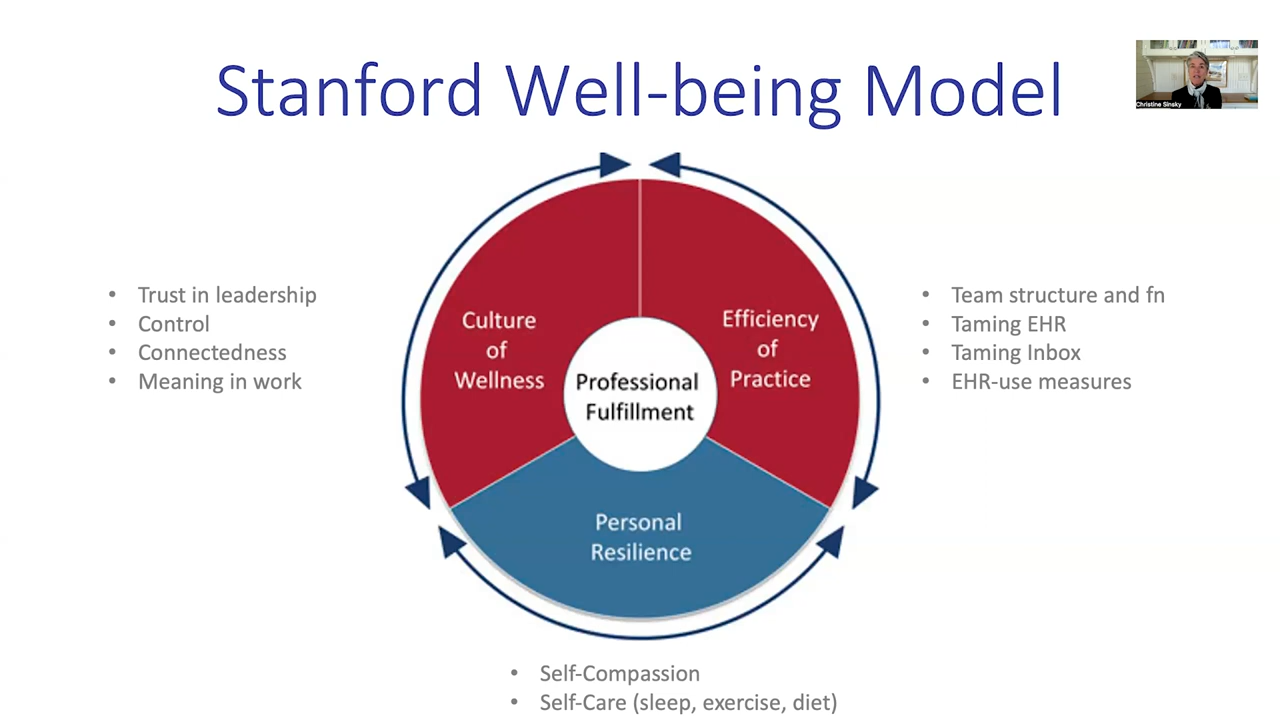 Stanford Well-being Model
Christine Sinsky
• Trust in leadership
• Control
• Connectedness
• Meaning in work
Culture
of
Wellness
Efficiency
of
Practice
Professional
Fulfillment
Personal
Resilience
• Team structure and fn
• Taming EHR
• Taming Inbox
• EHR-use measures
• Self-Compassion
• Self-Care (sleep, exercise, diet)